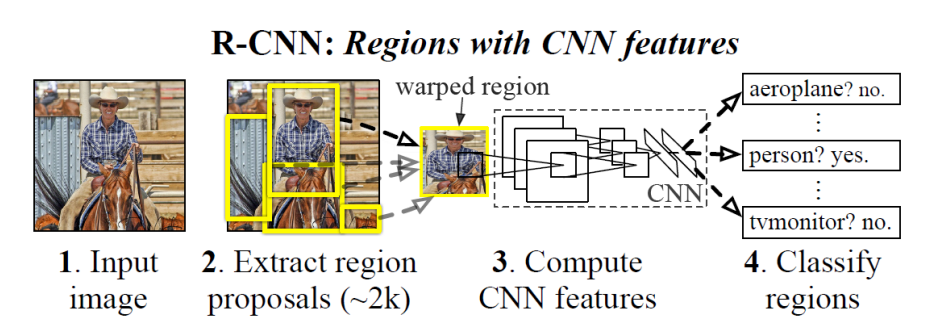 R-CNN: Regions with CNN features
warped region
aeroplane? no.
person? yes.
CNN
tvmonitor? no.
1. Input
image
2. Extract region
proposals (~2k)
3. Compute
CNN features
4. Classify
regions